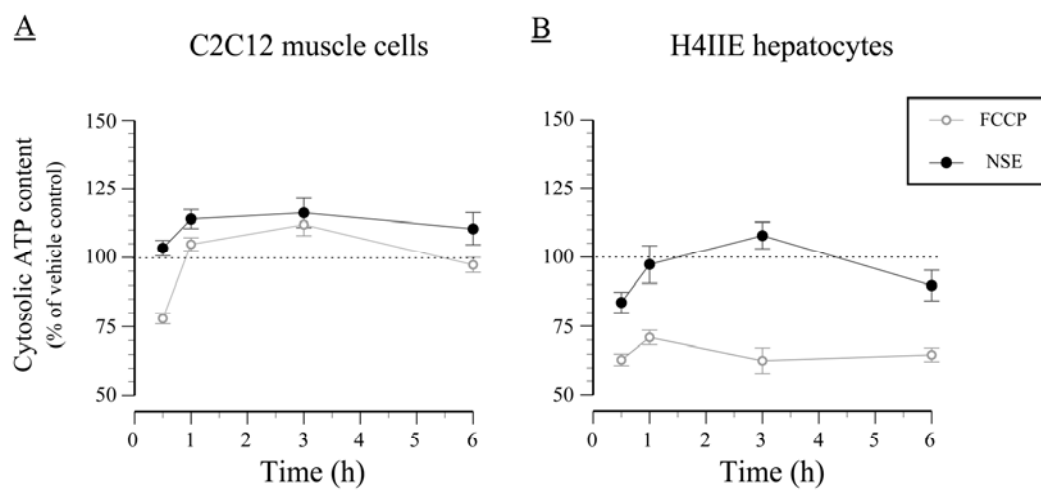 A
C2C12 muscle cells
B
H4IIE hepatocytes
FCCP
NSE
Cytosolic ATP content
(% of vehicle control)
150
125
100
75
50
0 1 2 3 4 5 6
Time (h)
150
125
100
75
50
0 1 2 3 4 5 6
Time (h)